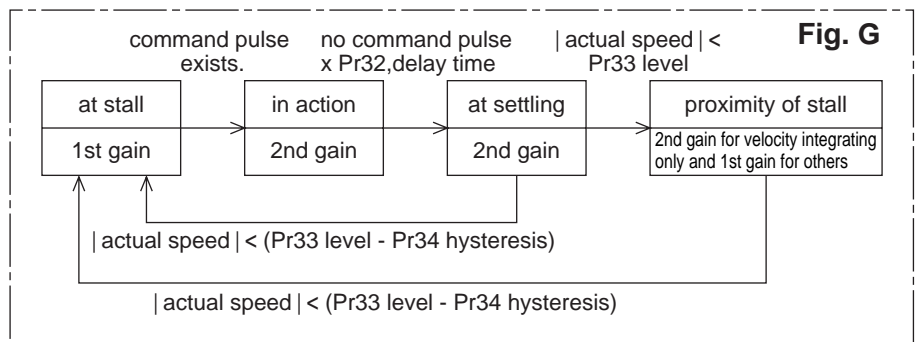 Fig. G
command pulse
exists.
no command pulse
x Pr32,delay time
| actual speed | <
Pr33 level
at stall
1st gain
in action
2nd gain
at settling
2nd gain
proximity of stall
2nd gain for velocity integrating
only and 1st gain for others
| actual speed | < (Pr33 level - Pr34 hysteresis)
| actual speed | < (Pr33 level - Pr34 hysteresis)